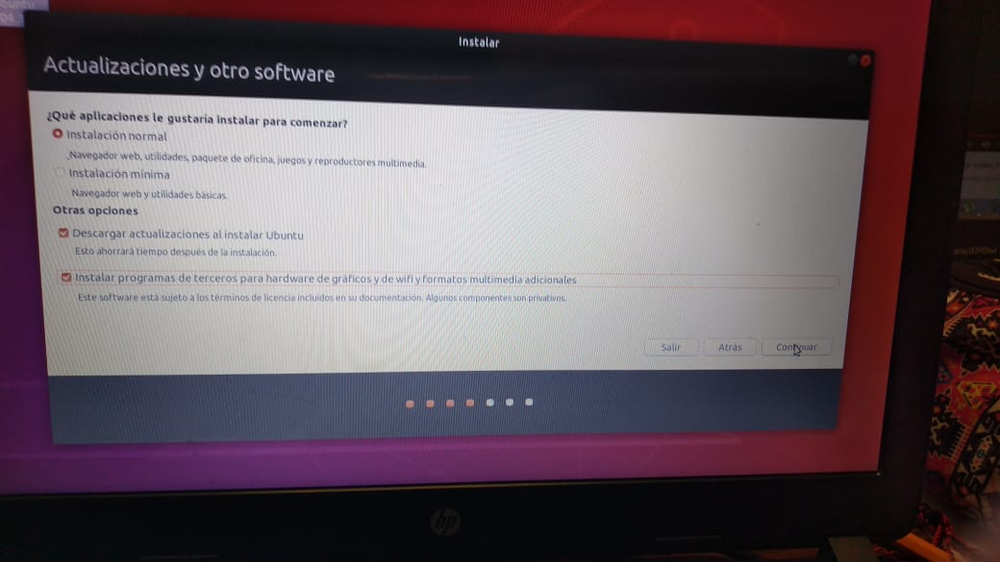 buntu
04.
Instalar
Actualizaciones y otro software
¿Qué aplicaciones le gustaría instalar para comenzar?
Instalación normal
Navegador web, utilidades, paquete de oficina, juegos y reproductores multimedia.
Instalación mínima
Navegador web y utilidades básicas.
Otras opciones
Descargar actualizaciones al instalar Ubuntu
Esto ahorrará tiempo después de la instalación.
Instalar programas de terceros para hardware de gráficos y de wifi y formatos multimedia adicionales
Este software está sujeto a los términos de licencia incluidos en su documentación. Algunos componentes son privativos.
Salir Atrás Continuar
hp